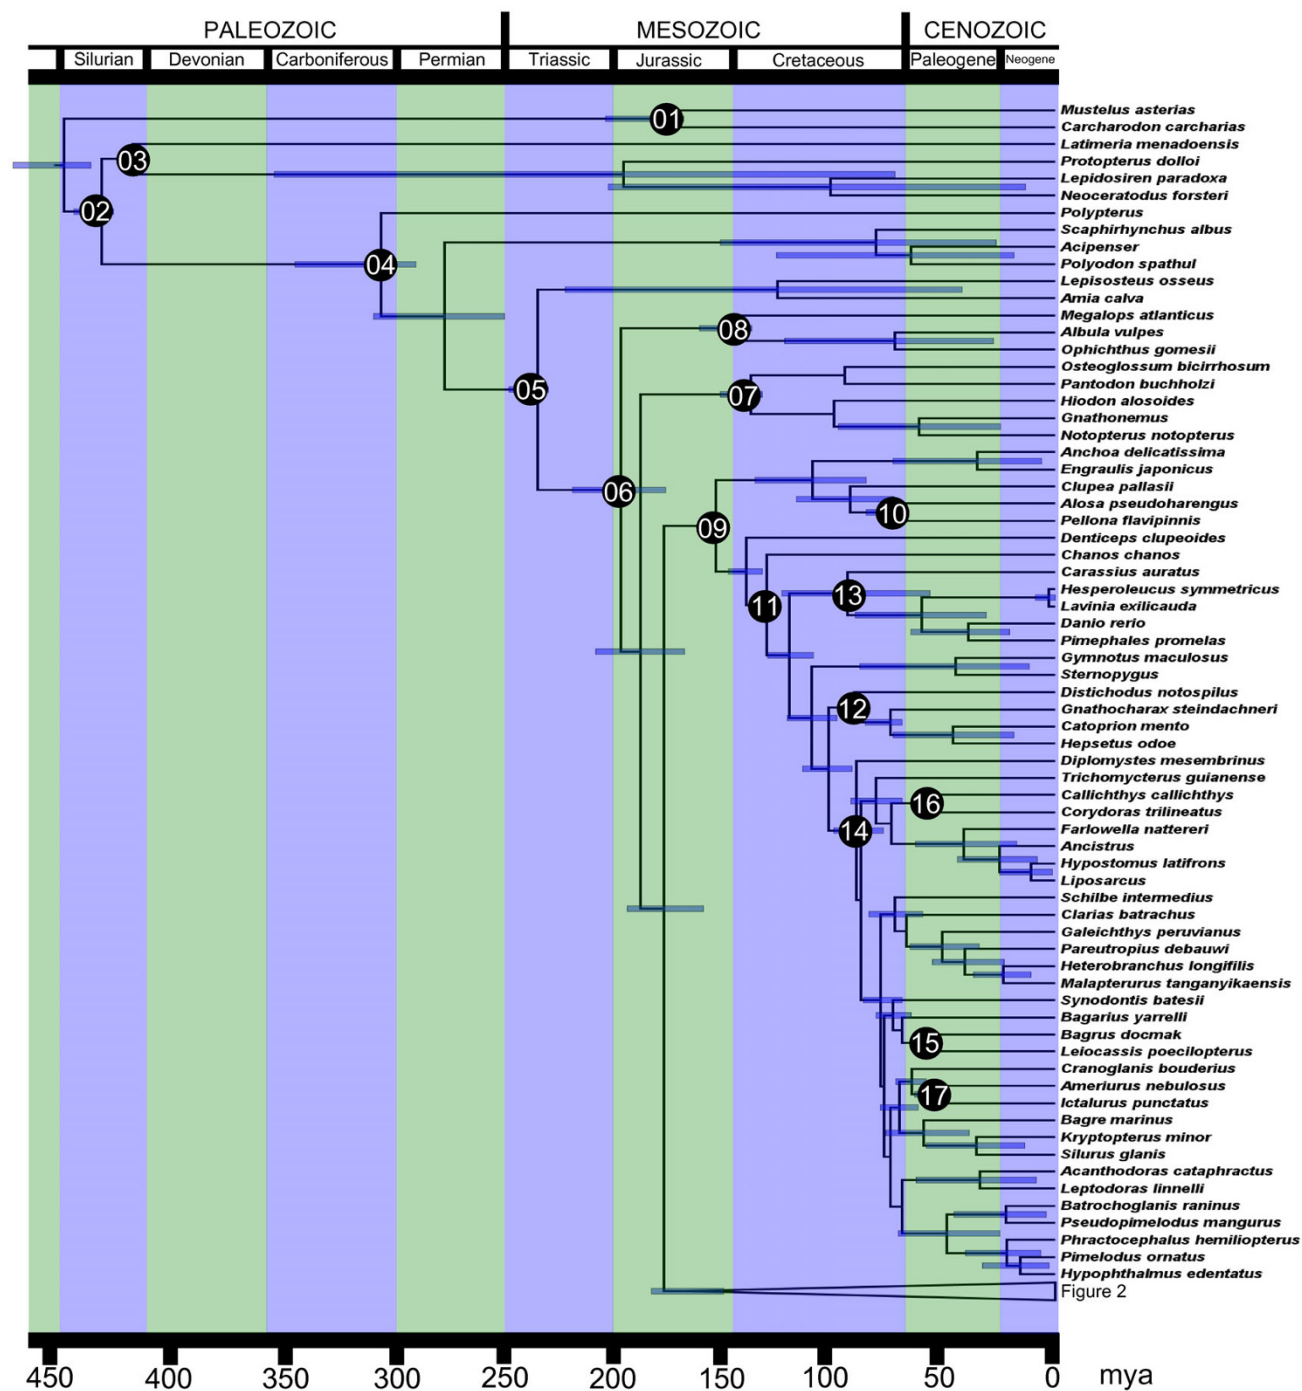 PALEOZOIC MESOZOIC CENOZOIC
Silurian Devonian Carboniferous Permian Triassic Jurassic Cretaceous Paleogene Neogene
Mustelus asterias
01
Carcharodon carcharias
Latimeria menadoensis
03
Protopterus dolloi
Lepidosiren paradoxa
Neoceratodus forsteri
02
Polypterus
Scaphirhynchus albus
Acipenser
04
Polyodon spathul
Lepisosteus osseus
Amia calva
Megalops atlanticus
08
Albula vulpes
Ophichthus gomesii
Osteoglossum bicirrhosum
Pantodon buchholzi
05
07
Hiodon alosoides
Gnathonemus
Notopterus notopterus
Anchoa delicatissima
Engraulis japonicus
06
Clupea pallasii
Alosa pseudoharengus
10
Pellona flavipinnis
09
Denticeps clupeoides
Chanos chanos
Carassius auratus
Hesperoleucus symmetricus
13
Lavinia exilicauda
11
Danio rerio
Pimephales promelas
Gymnotus maculosus
Sternopygus
Distichodus notospilus
12
Gnathocharax steindachneri
Catoprion mento
Hepsetus odoe
Diplomystes mesembrinus
Trichomycterus guianense
Callichthys callichthys
16
Corydoras trilineatus
14
Farlowella nattereri
Ancistrus
Hypostomus latifrons
Liposarcus
Schilbe intermedius
Clarias batrachus
Galeichthys peruvianus
Pareutropius debauwi
Heterobranchus longifilis
Malapterurus tanganyikaensis
Synodontis batesii
Bagarius yarrelli
Bagrus docmak
15
Leiocassis poecilopterus
Cranoglanis bouderius
Ameriurus nebulosus
17
Ictalurus punctatus
Bagre marinus
Kryptopterus minor
Silurus glanis
Acanthodoras cataphractus
Leptodoras linnelli
Batrochoglanis raninus
Pseudopimelodus mangurus
Phractocephalus hemiliopterus
Pimelodus ornatus
Hypophthalmus edentatus
Figure 2
450 400 350 300 250 200 150 100 50 0 mya